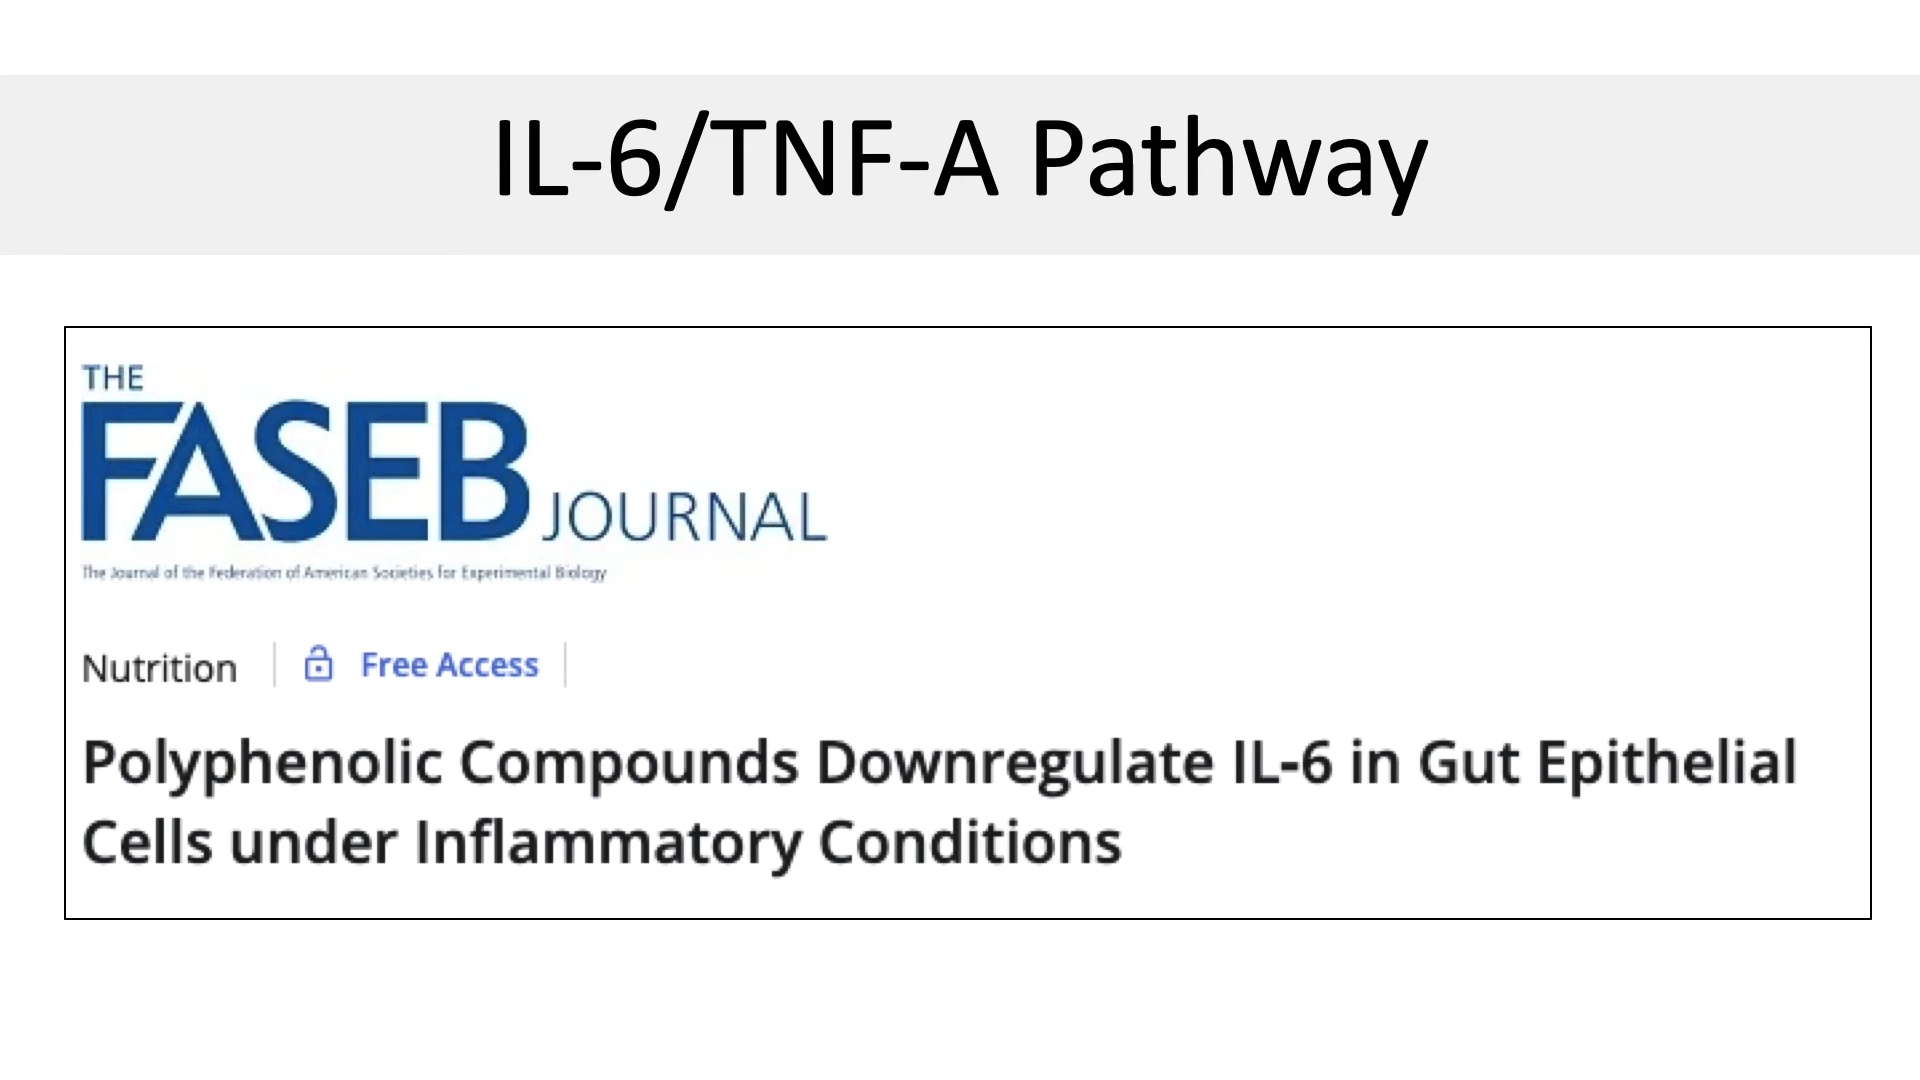 IL-6/TNF-A Pathway
THE
FASEB JOURNAL
The Journal of the Federation of American Societies for Experimental Biology
Nutrition
Free Access
Polyphenolic Compounds Downregulate IL-6 in Gut Epithelial
Cells under Inflammatory Conditions